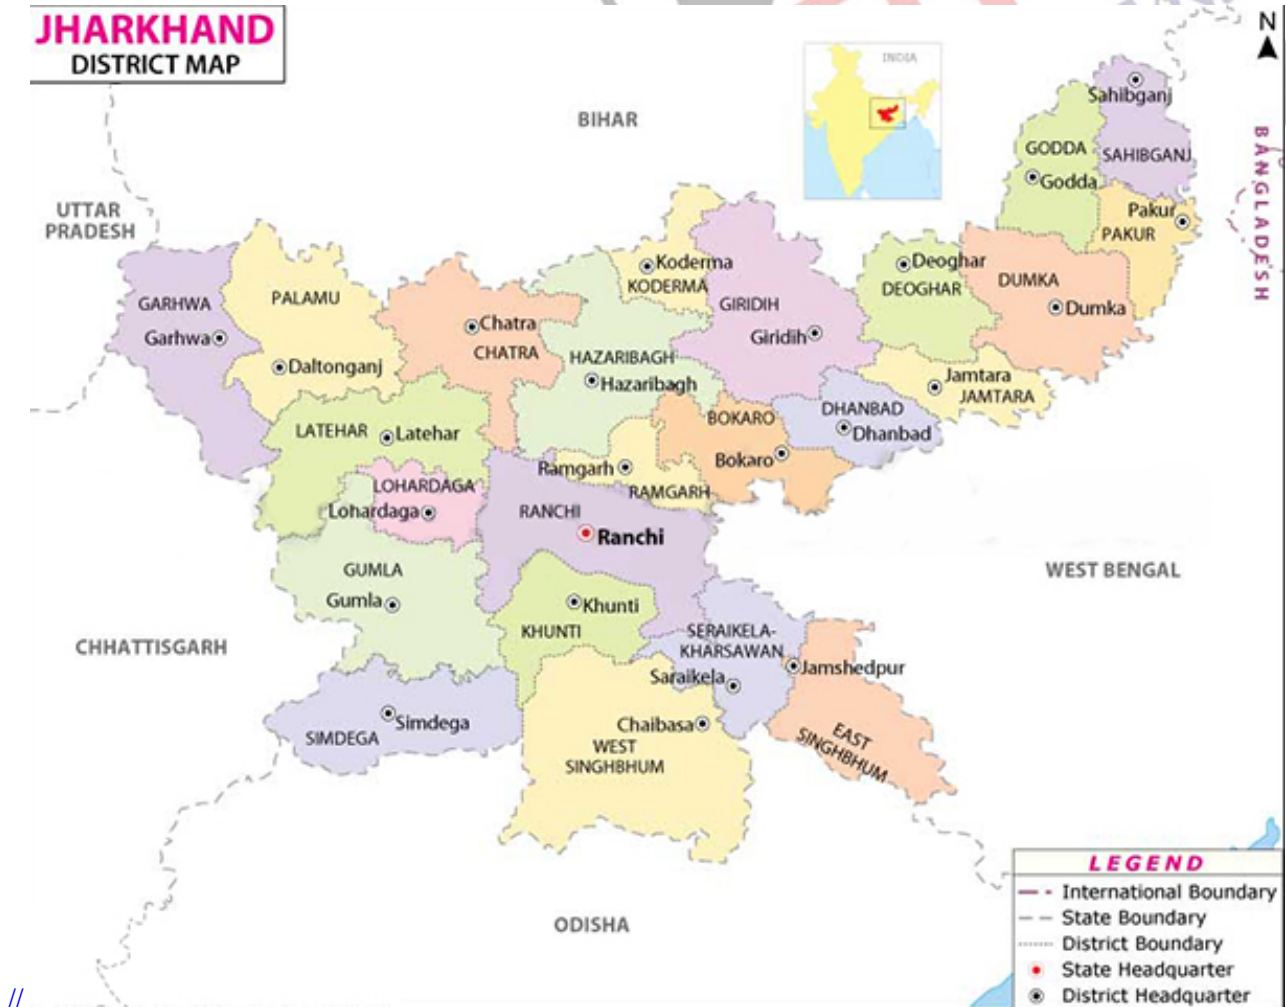 JHARKHAND
DISTRICT MAP
N
INDIA
BIHAR
UTTAR
PRADESH
BANGLADESH
Sahibganj
SAHIBGANJ
GODDA
Godda
Pakur
PAKUR
GARHWA
Garhwa
PALAMU
Daltonganj
Chatra
CHATRA
Koderma
KODERMA
HAZARIBAGH
Hazaribagh
GIRIDIH
Giridih
Deoghar
DEOGHAR
DUMKA
Dumka
Jamtara
JAMTARA
LATEHAR
Latehar
BOKARO
Bokaro
DHANBAD
Dhanbad
LOHARDAGA
Lohardaga
Ramgarh
RAMGARH
RANCHI
Ranchi
GUMLA
Gumla
Khunti
KHUNTI
WEST BENGAL
CHHATTISGARH
SERAIKELA-
KHARSAWAN
Saraikela
Jamshedpur
Simdega
SIMDEGA
Chaibasa
WEST
SINGHBHUM
EAST
SINGHBHUM
ODISHA
LEGEND
International Boundary
State Boundary
District Boundary
State Headquarter
District Headquarter
//